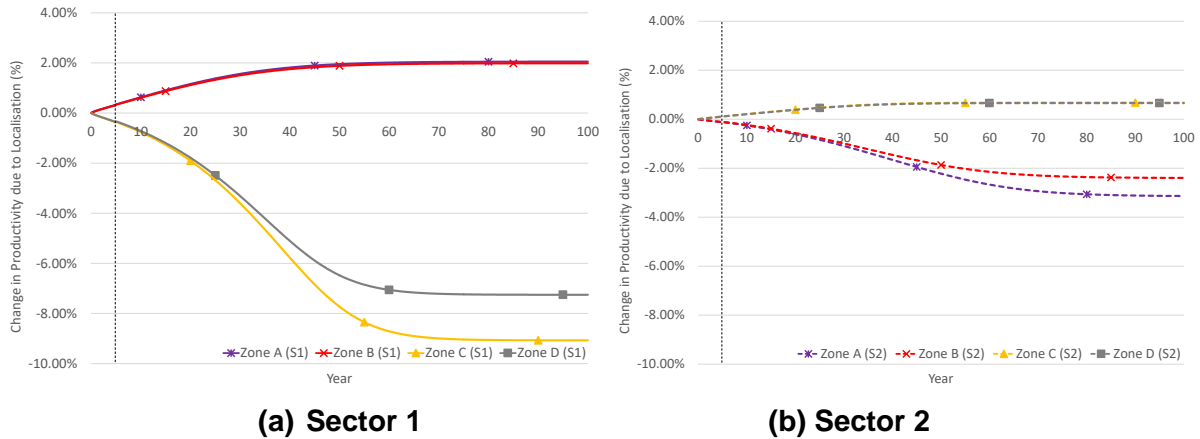 Change in Productivity due to Localisation (%)
4.00%
2.00%
0.00%
-2.00%
-4.00%
-6.00%
-8.00%
-10.00%
0 10 20 30 40 50 60 70 80 90 100
Zone A (S1) Zone B (S1) Zone C (S1) Zone D (S1)
Year
(a) Sector 1
Change in Productivity due to Localisation (%)
4.00%
2.00%
0.00%
-2.00%
-4.00%
-6.00%
-8.00%
-10.00%
0 10 20 30 40 50 60 70 80 90 100
Zone A (S2) Zone B (S2) Zone C (S2) Zone D (S2)
Year
(b) Sector 2